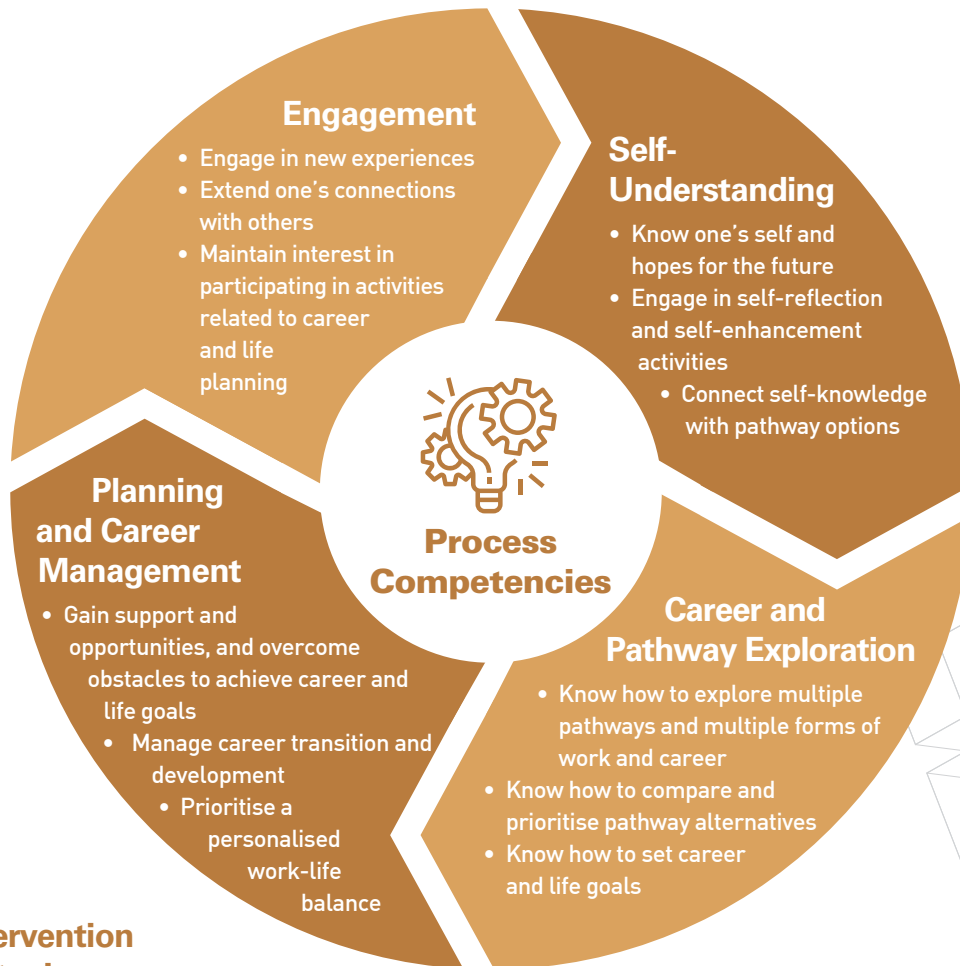 Engagement
• Engage in new experiences
• Extend one's connections
with others
• Maintain interest in
participating in activities
related to career
and life
planning
Self-
Understanding
• Know one's self and
hopes for the future
• Engage in self-reflection
and self-enhancement
activities
• Connect self-knowledge
with pathway options
Process
Competencies
Career and
Pathway Exploration
• Know how to explore multiple
pathways and multiple forms of
work and career
• Know how to compare and
prioritise pathway alternatives
• Know how to set career
and life goals
Planning
and Career
Management
• Gain support and
opportunities, and overcome
obstacles to achieve career and
life goals
• Manage career transition and
development
• Prioritise a
personalised
work-life
balance
ervention